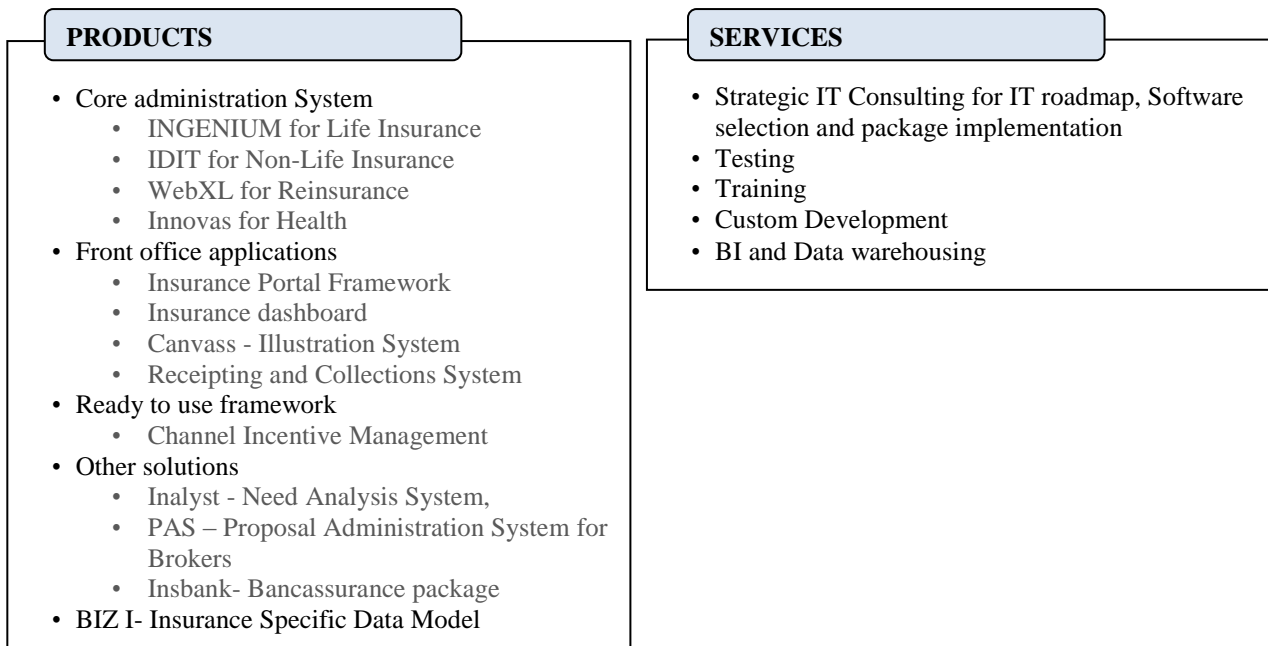 PRODUCTS
• Core administration System
• INGENIUM for Life Insurance
• IDIT for Non-Life Insurance
• WebXL for Reinsurance
• Innovas for Health
• Front office applications
• Insurance Portal Framework
• Insurance dashboard
• Canvass - Illustration System
• Receipting and Collections System
• Ready to use framework
• Channel Incentive Management
• Other solutions
• Inalyst - Need Analysis System,
• PAS – Proposal Administration System for
Brokers
• Insbank- Bancassurance package
• BIZ I- Insurance Specific Data Model
SERVICES
• Strategic IT Consulting for IT roadmap, Software
selection and package implementation
• Testing
• Training
• Custom Development
• BI and Data warehousing